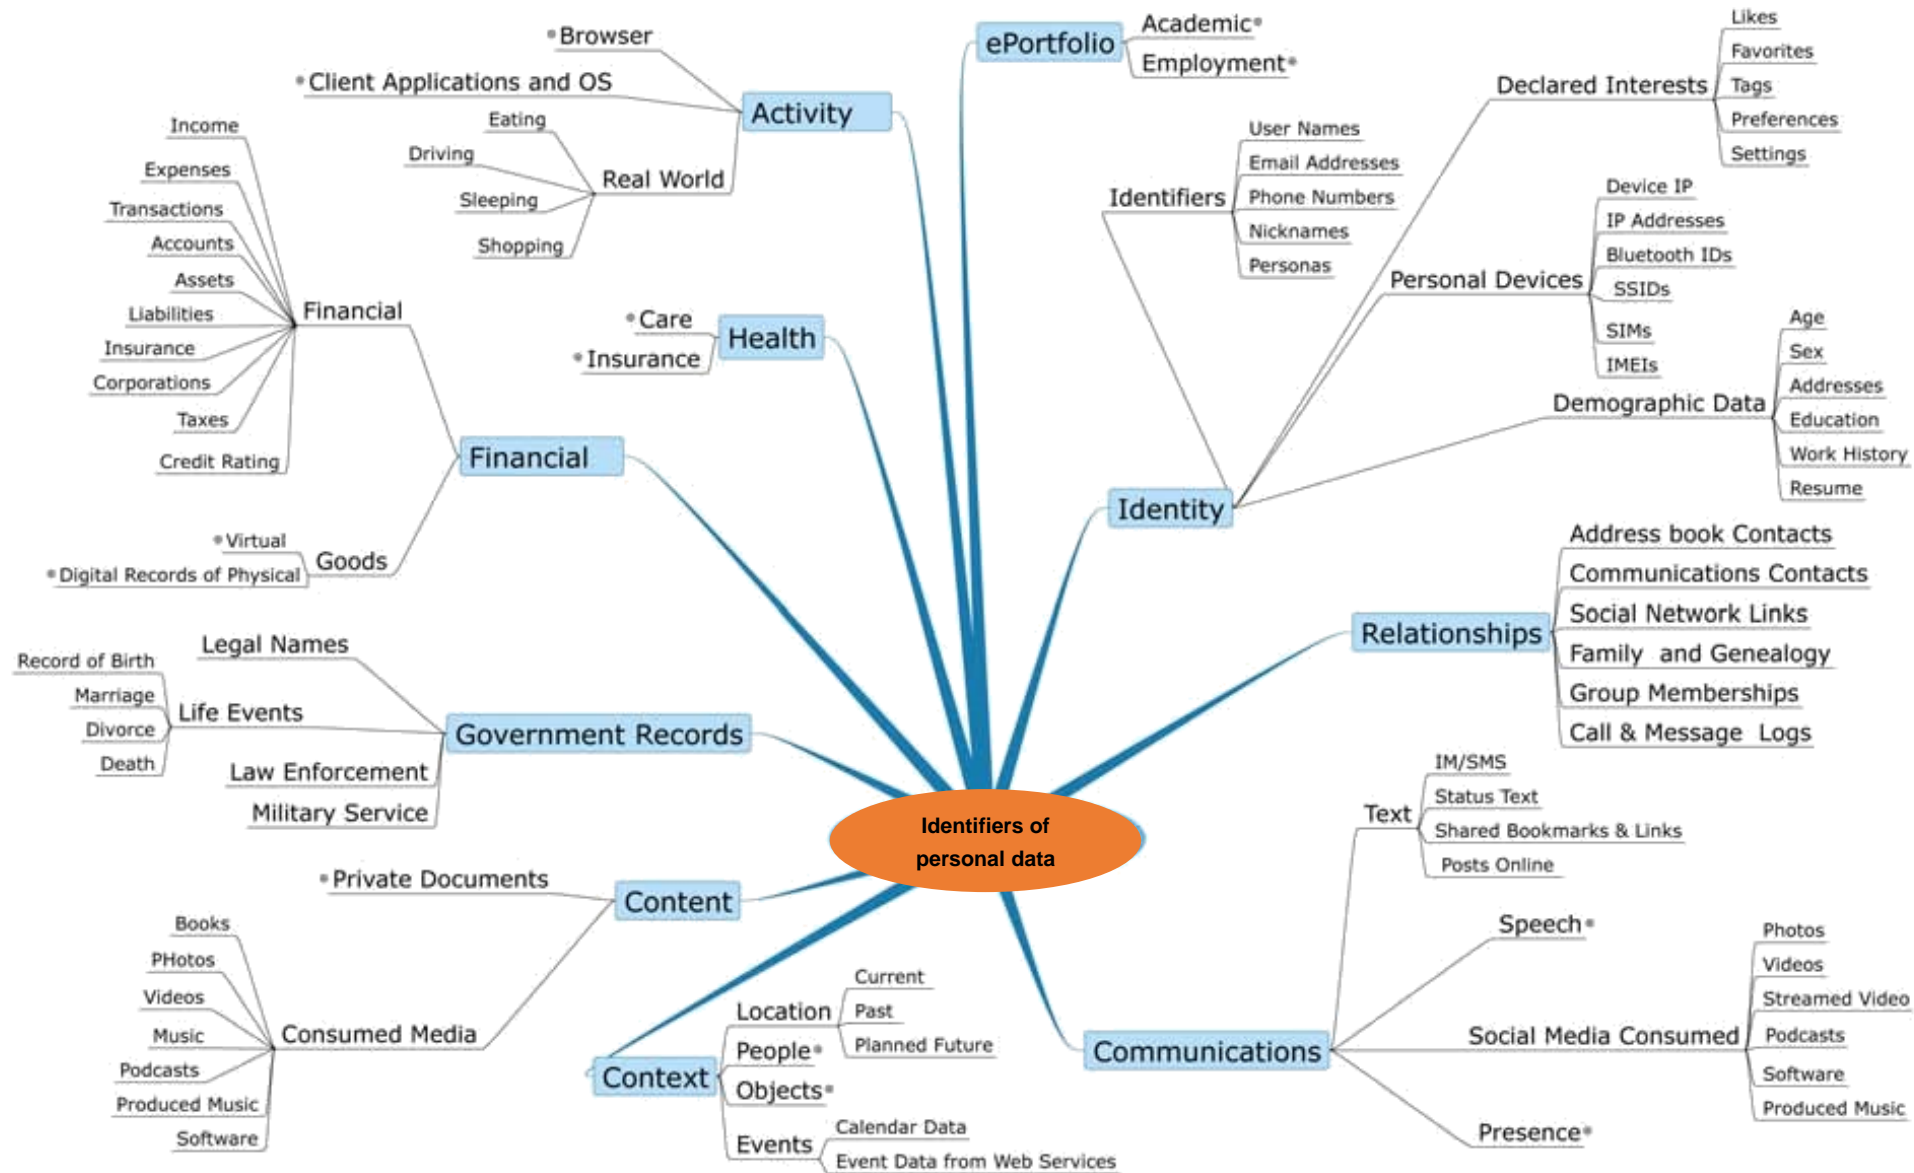 ePortfolio
Academic
Employment
Browser
Client Applications and OS
Activity
Eating
Driving
Real World
Sleeping
Shopping
Income
Expenses
Transactions
Accounts
Assets
Liabilities
Insurance
Corporations
Taxes
Credit Rating
Financial
Financial
Virtual
Digital Records of Physical
Goods
Care
Insurance
Health
Declared Interests
Likes
Favorites
Tags
Preferences
Settings
Identifiers
User Names
Email Addresses
Phone Numbers
Nicknames
Personas
Personal Devices
Device IP
IP Addresses
Bluetooth IDs
SSIDs
SIMs
IMEIs
Demographic Data
Age
Sex
Addresses
Education
Work History
Resume
Identity
Relationships
Address book Contacts
Communications Contacts
Social Network Links
Family and Genealogy
Group Memberships
Call & Message Logs
Legal Names
Record of Birth
Marriage
Divorce
Death
Life Events
Law Enforcement
Military Service
Government Records
Identifiers of
personal data
Private Documents
Content
Books
PHotos
Videos
Music
Podcasts
Produced Music
Software
Consumed Media
Context
Location
Current
Past
Planned Future
People
Objects
Events
Calendar Data
Event Data from Web Services
Communications
Text
IM/SMS
Status Text
Shared Bookmarks & Links
Posts Online
Speech
Social Media Consumed
Photos
Videos
Streamed Video
Podcasts
Software
Produced Music
Presence